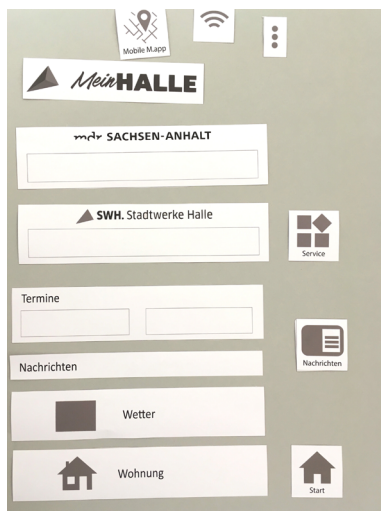 Mobile M.app
MeinHALLE
mdr SACHSEN-ANHALT
SWH. Stadtwerke Halle
Service
Termine
Nachrichten
Nachrichten
Wetter
Wohnung
Start